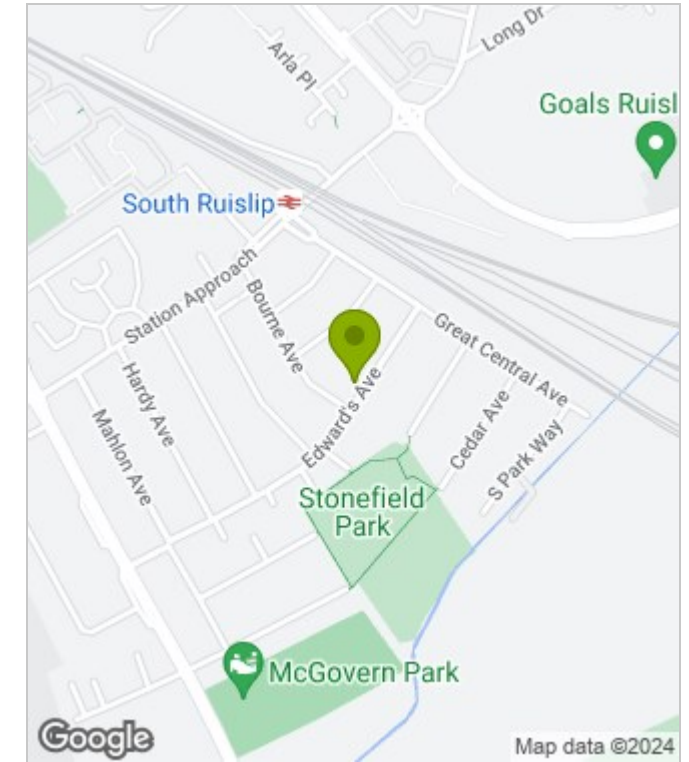 Long Dr
Arla Pl
Goals Ruisl
South Ruislip
Station Approach
Bourne Ave
Great Central Ave
Hardy Ave
Edward's Ave
Cedar Ave
Mahlon Ave
S Park Way
Stonefield
Park
McGovern Park
Google
Map data ©2024